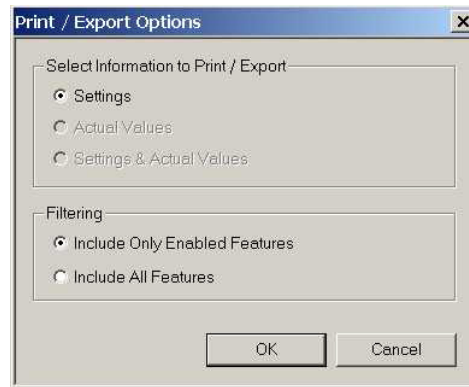 Print / Export Options
Select Information to Print / Export
Settings
Actual Values
Settings & Actual Values
Filtering
Include Only Enabled Features
Include All Features
OK
Cancel